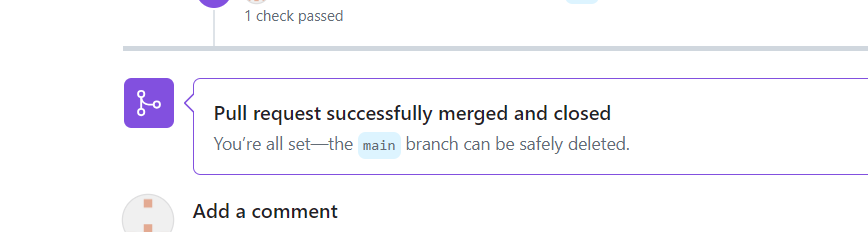 1 check passed
Pull request successfully merged and closed
You’re all set—the main branch can be safely deleted.
Add a comment